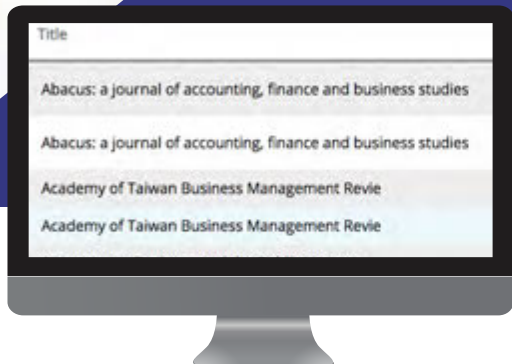 Title
Abacus: a journal of accounting, finance and business studies
Abacus: a journal of accounting, finance and business studies
Academy of Taiwan Business Management Revie
Academy of Taiwan Business Management Revie